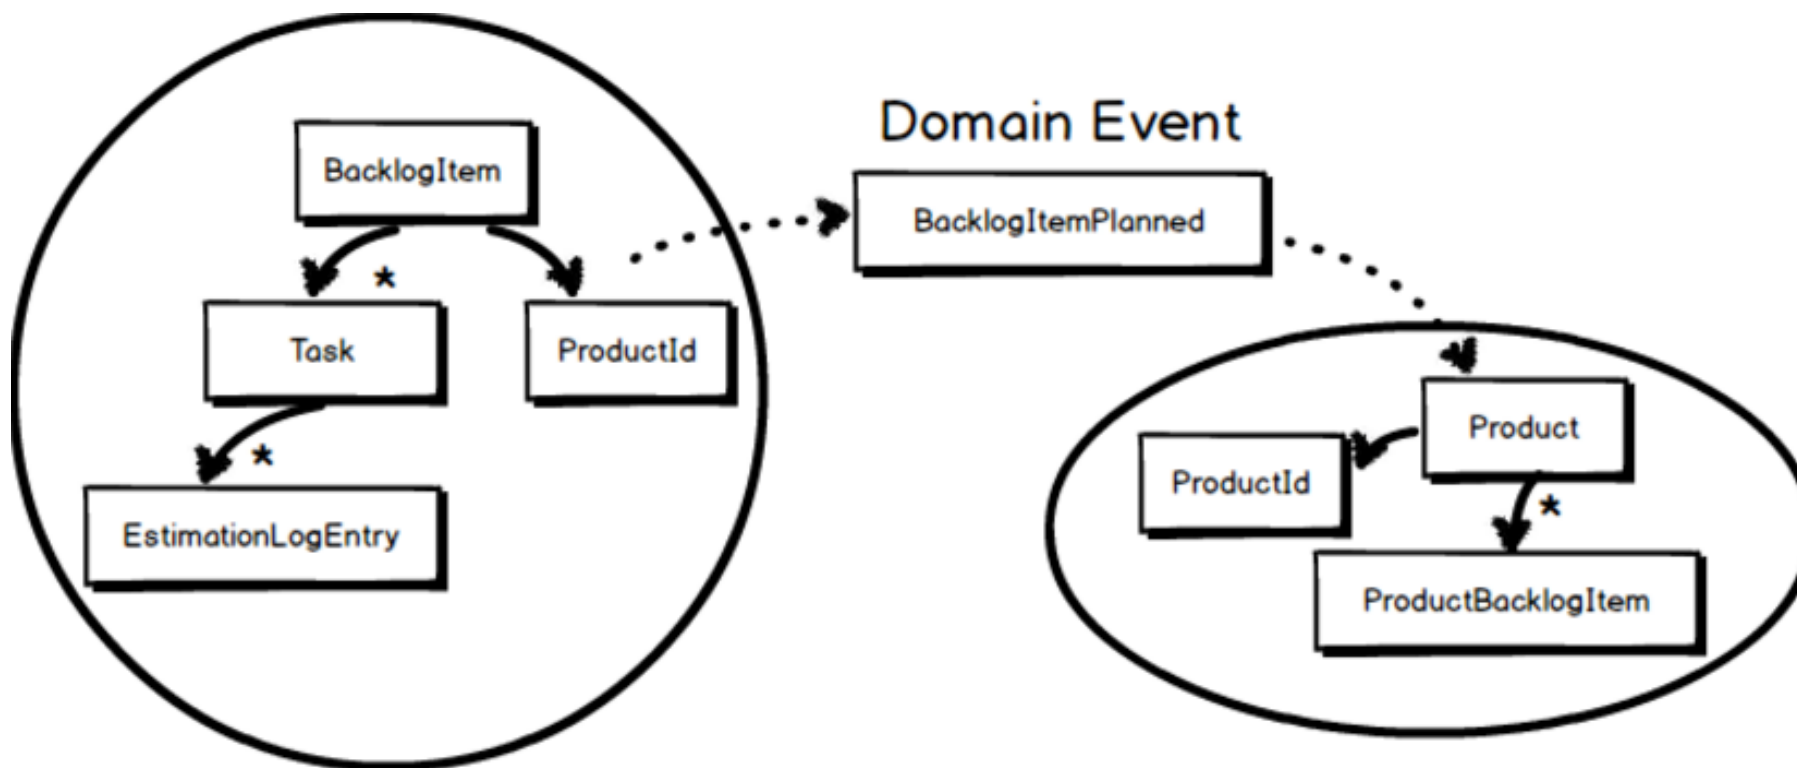 BacklogItem
*
Task
ProductId
*
EstimationLogEntry
Domain Event
BacklogItemPlanned
Product
ProductId
*
ProductBacklogItem